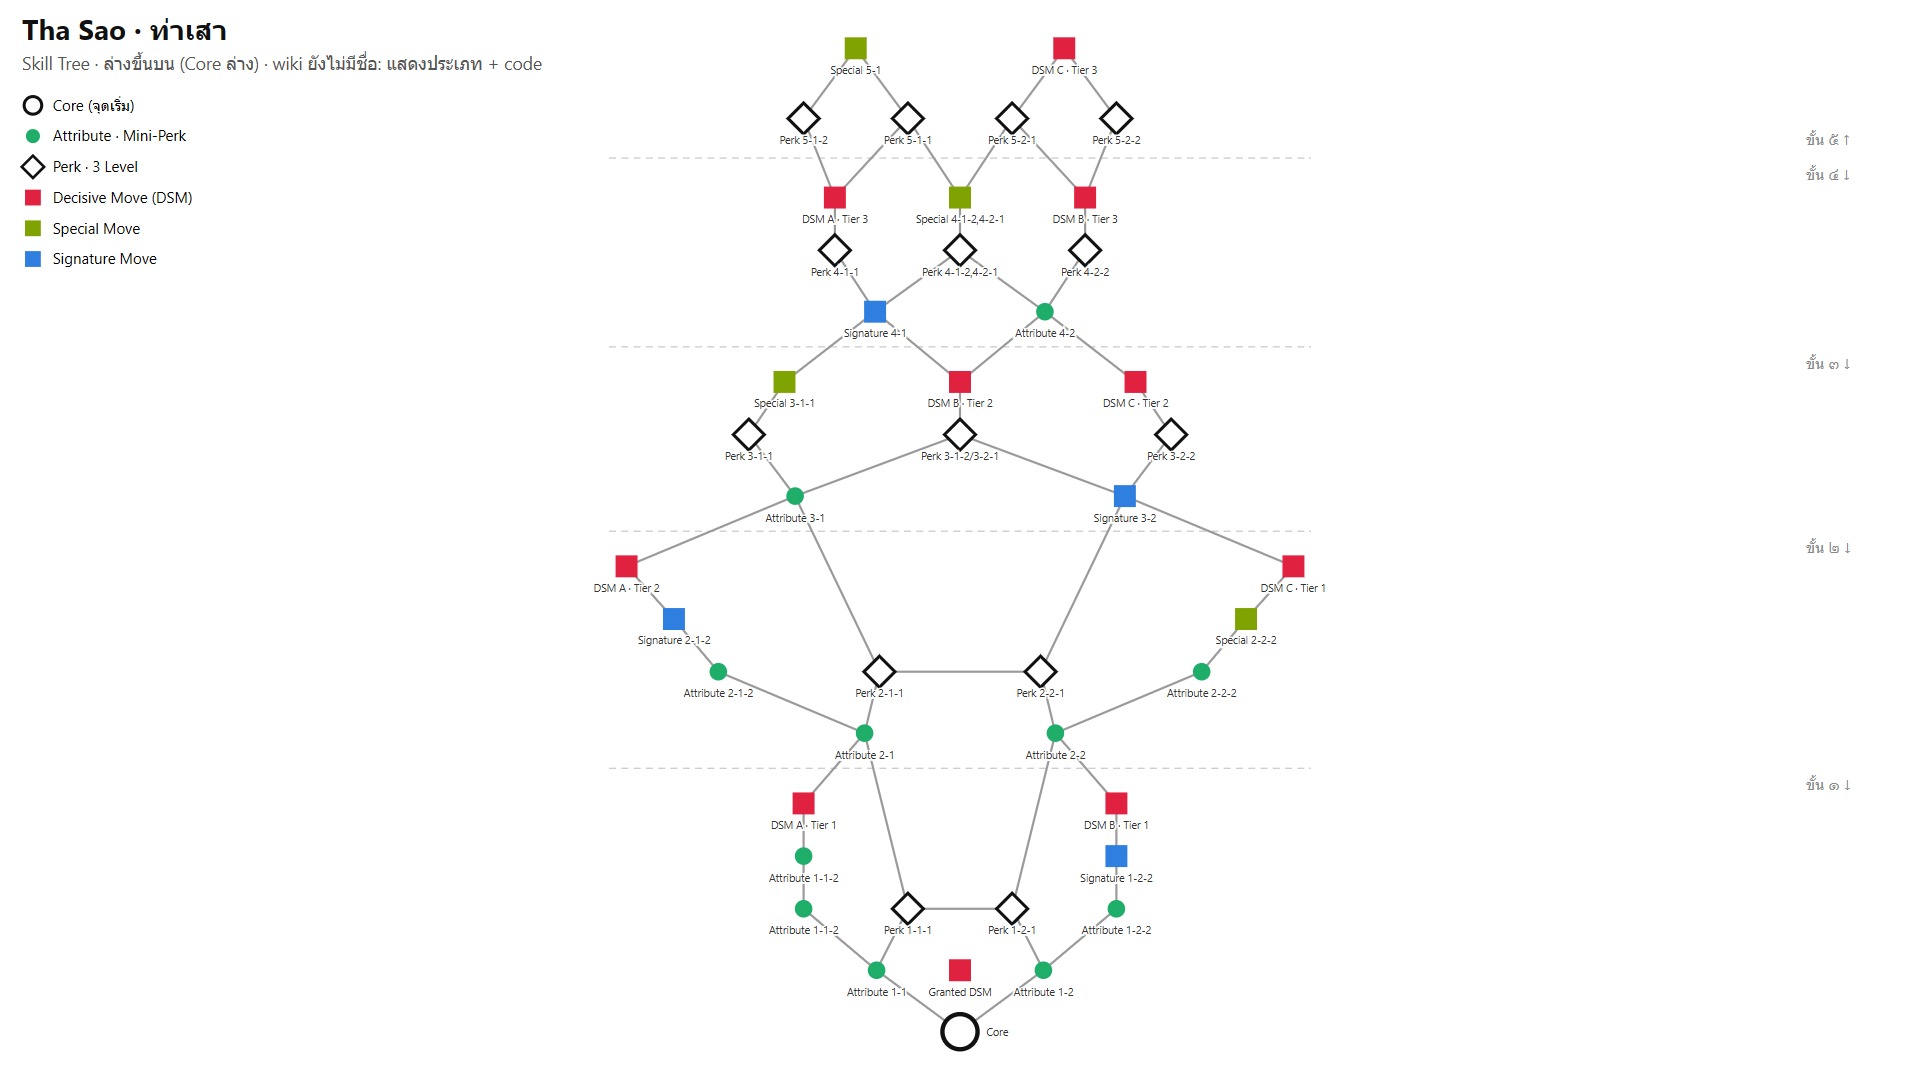 Tha Sao · ท่าเสา
Skill Tree · ล่างขึ้นบน (Core ล่าง) · wiki ยังไม่มีชื่อ: แสดงประเภท + code
Core (จุดเริ่ม)
Attribute · Mini-Perk
Perk · 3 Level
Decisive Move (DSM)
Special Move
Signature Move
Special 5-1
DSM C · Tier 3
Perk 5-1-2
Perk 5-1-1
Perk 5-2-1
Perk 5-2-2
ขั้น ๕ ↑
ขั้น ๔ ↓
DSM A · Tier 3
Special 4-1-2,4-2-1
DSM B · Tier 3
Perk 4-1-1
Perk 4-1-2,4-2-1
Perk 4-2-2
Signature 4-1
Attribute 4-2
ขั้น ๓ ↓
Special 3-1-1
DSM B · Tier 2
DSM C · Tier 2
Perk 3-1-1
Perk 3-1-2/3-2-1
Perk 3-2-2
Attribute 3-1
Signature 3-2
ขั้น ๒ ↓
DSM A · Tier 2
DSM C · Tier 1
Signature 2-1-2
Special 2-2-2
Attribute 2-1-2
Perk 2-1-1
Perk 2-2-1
Attribute 2-2-2
Attribute 2-1
Attribute 2-2
ขั้น ๑ ↓
DSM A · Tier 1
DSM B · Tier 1
Attribute 1-1-2
Signature 1-2-2
Attribute 1-1-2
Perk 1-1-1
Perk 1-2-1
Attribute 1-2-2
Attribute 1-1
Granted DSM
Attribute 1-2
Core